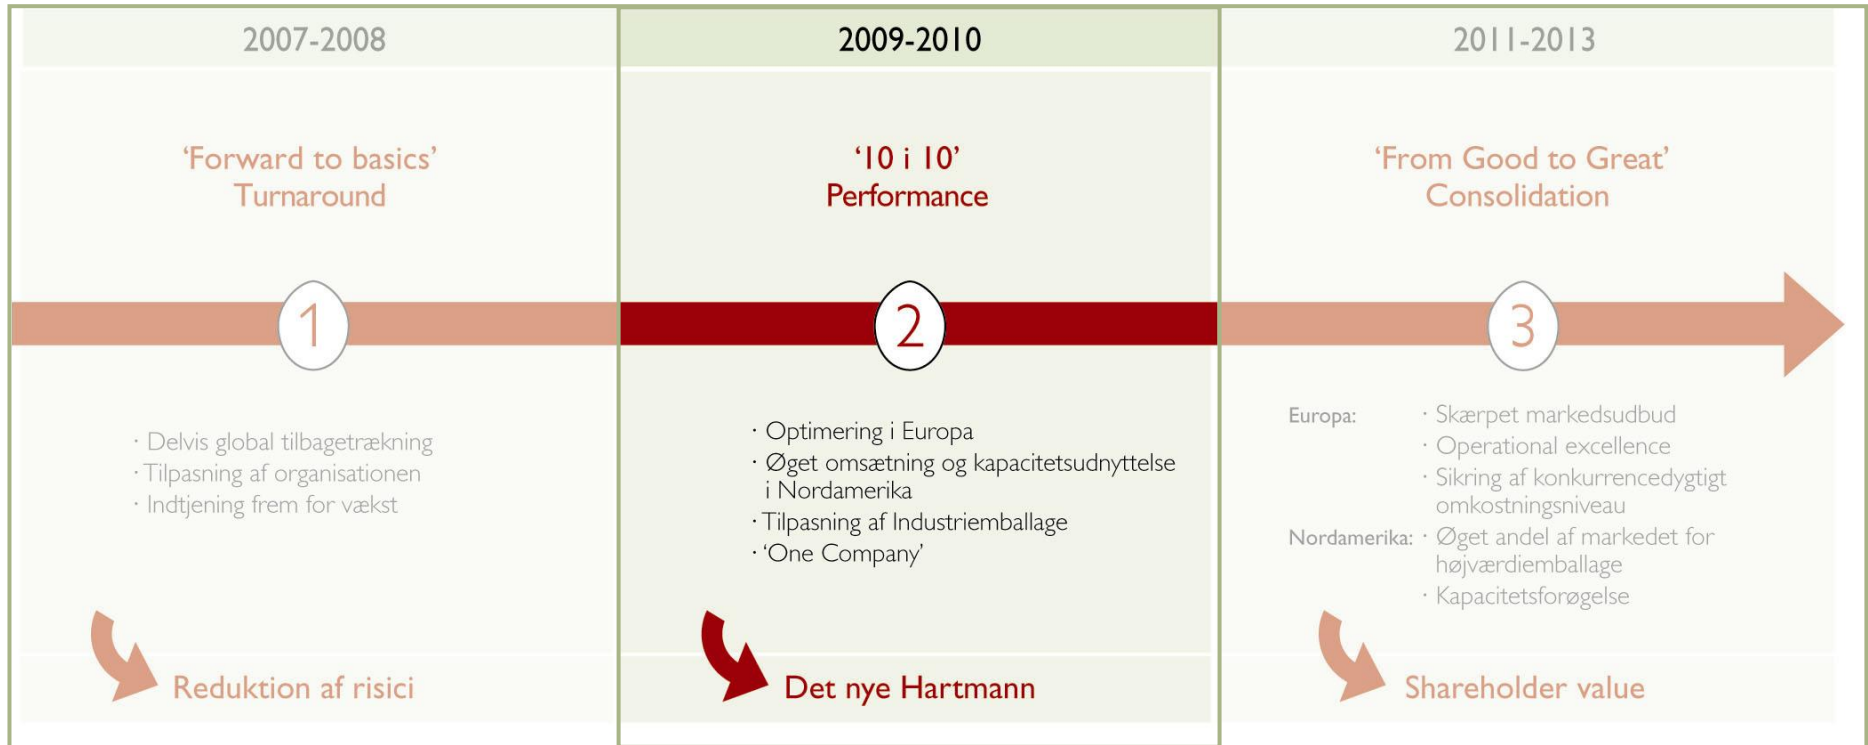 2007-2008
2009-2010
2011-2013
‘Forward to basics’
Turnaround
‘10 i 10’
Performance
‘From Good to Great’
Consolidation
1
2
3
· Delvis global tilbagetrækning
· Tilpasning af organisationen
· Indtjening frem for vækst
· Optimering i Europa
· Øget omsætning og kapacitetsudnyttelse
i Nordamerika
· Tilpasning af Industriemballage
· ‘One Company’
Europa: · Skærpet markedsudbud
· Operational excellence
· Sikring af konkurrencedygtigt
omkostningsniveau
Nordamerika: · Øget andel af markedet for
højværdiemballage
· Kapacitetsforøgelse
Reduktion af risici
Det nye Hartmann
Shareholder value